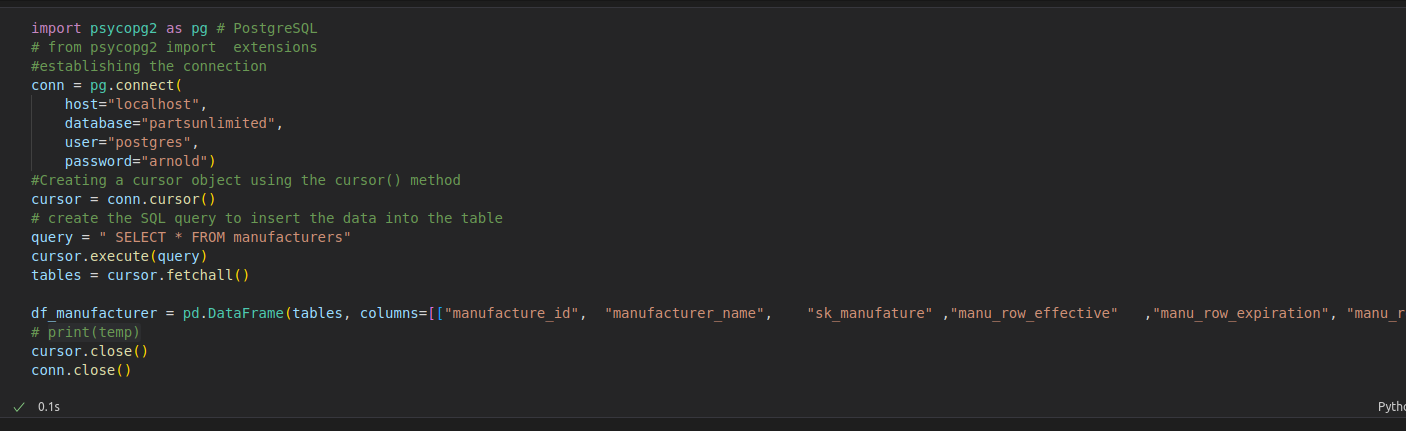 import psycopg2 as pg # PostgreSQL
# from psycopg2 import  extensions
#establishing the connection
conn = pg.connect(
    host="localhost",
    database="partsunlimited",
    user="postgres",
    password="arnold")
#Creating a cursor object using the cursor() method
cursor = conn.cursor()
# create the SQL query to insert the data into the table
query = " SELECT * FROM manufacturers"
cursor.execute(query)
tables = cursor.fetchall()
df_manufacturer = pd.DataFrame(tables, columns=[["manufacture_id",  "manufacturer_name",    "sk_manufature" ,"manu_row_effective"   ,"manu_row_expiration", "manu_r
# print(temp)
cursor.close()
conn.close()
0.1s
Pytho